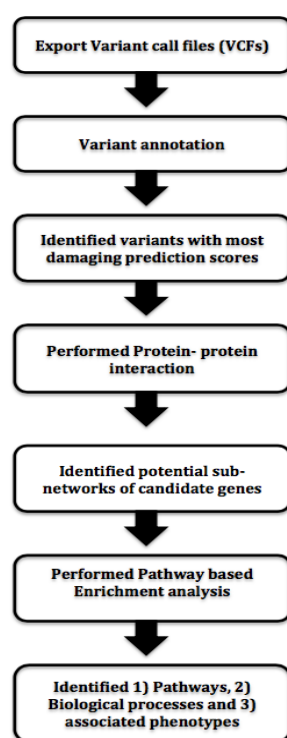 Export Variant call files (VCFs)
Variant annotation
Identified variants with most
damaging prediction scores
Performed Protein- protein
interaction
Identified potential sub-
networks of candidate genes
Performed Pathway based
Enrichment analysis
Identified 1) Pathways, 2)
Biological processes and 3)
associated phenotypes